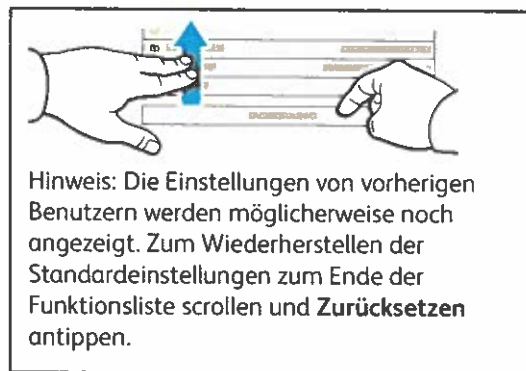 Hinweis: Die Einstellungen von vorherigen
Benutzern werden möglicherweise noch
angezeigt. Zum Wiederherstellen der
Standardeinstellungen zum Ende der
Funktionsliste scrollen und Zurücksetzen
antippen.